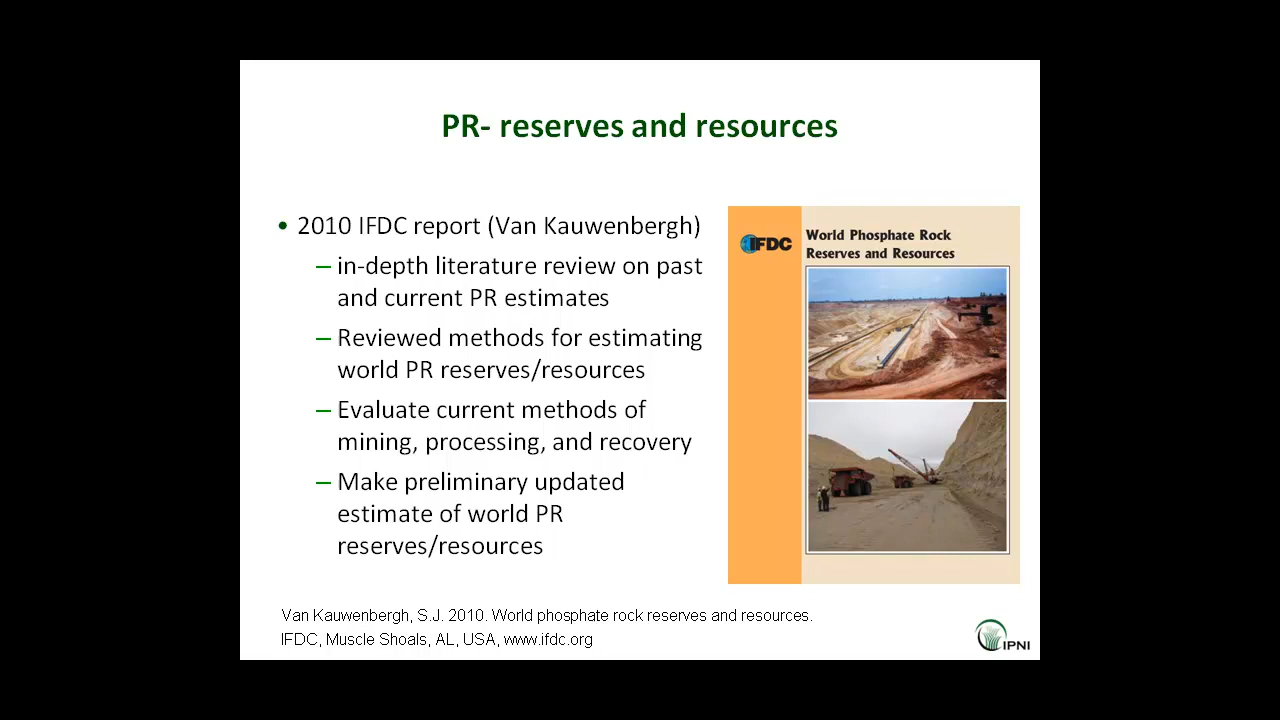 PR- reserves and resources
• 2010 IFDC report (Van Kauwenbergh)
– in-depth literature review on past
and current PR estimates
– Reviewed methods for estimating
world PR reserves/resources
– Evaluate current methods of
mining, processing, and recovery
– Make preliminary updated
estimate of world PR
reserves/resources
IFDC
World Phosphate Rock
Reserves and Resources
Van Kauwenbergh, S.J. 2010. World phosphate rock reserves and resources.
IFDC, Muscle Shoals, AL, USA, www.ifdc.org
IPNI